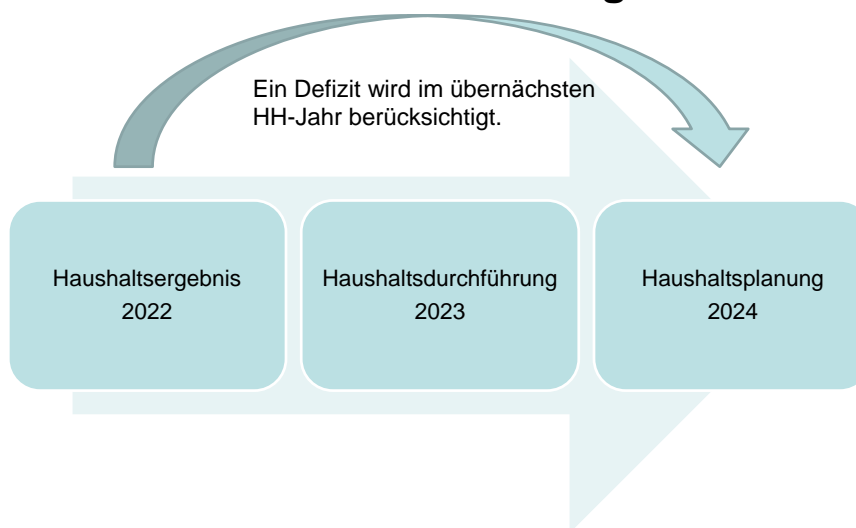 Ein Defizit wird im übernächsten
HH-Jahr berücksichtigt.
Haushaltsergebnis
2022
Haushaltsdurchführung
2023
Haushaltsplanung
2024